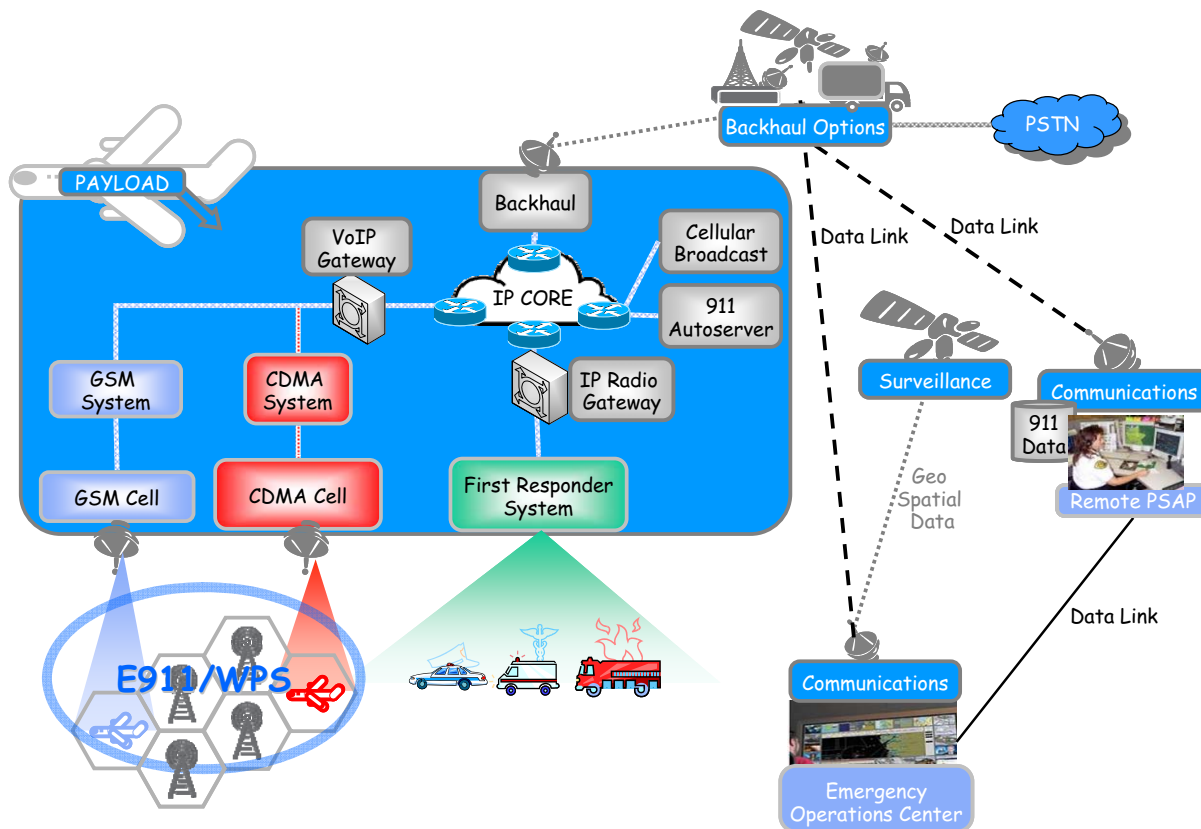 Backhaul Options
PSTN
PAYLOAD
Backhaul
VoIP
Gateway
Cellular
Broadcast
Data Link
Data Link
IP CORE
911
Autoserver
GSM
System
CDMA
System
IP Radio
Gateway
Surveillance
Communications
911
Data
GSM Cell
CDMA Cell
First Responder
System
Geo
Spatial
Data
Remote PSAP
Data Link
E911/WPS
Communications
Emergency
Operations Center